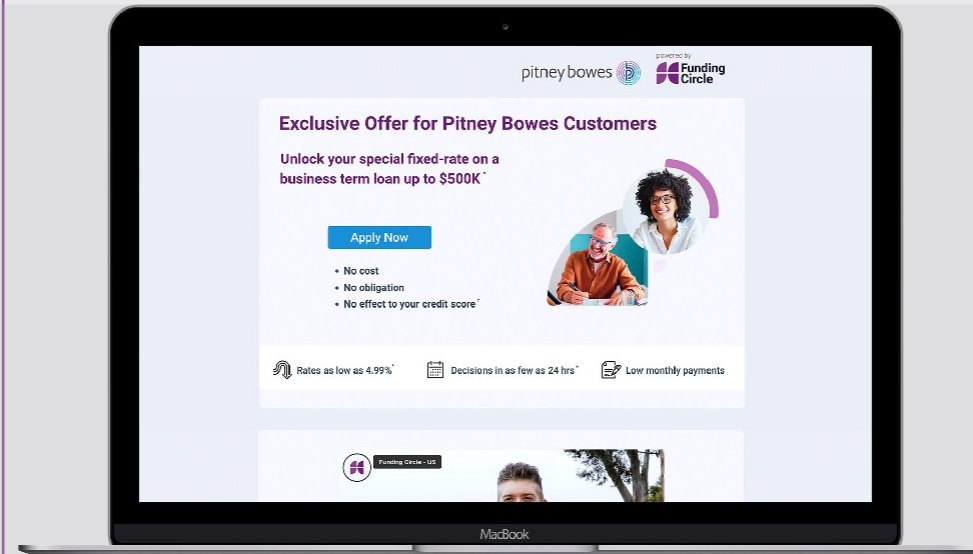 pitney bowes
powered by
Funding
Circle
Exclusive Offer for Pitney Bowes Customers
Unlock your special fixed-rate on a
business term loan up to $500K*
Apply Now
• No cost
• No obligation
• No effect to your credit score*
Rates as low as 4.99%*
Decisions in as few as 24 hrs*
Low monthly payments
Funding Circle - US
MacBook